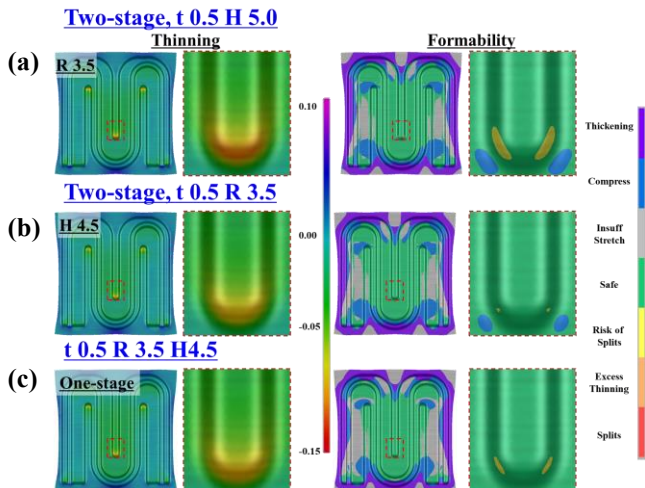 Two-stage, t 0.5 H 5.0
Thinning
Formability
(a)
R 3.5
Two-stage, t 0.5 R 3.5
(b)
H 4.5
t 0.5 R 3.5 H4.5
(c)
One-stage
0.10
0.00
-0.05
-0.15
Thickening
Compress
Insuff
Stretch
Safe
Risk of
Splits
Excess
Thinning
Splits